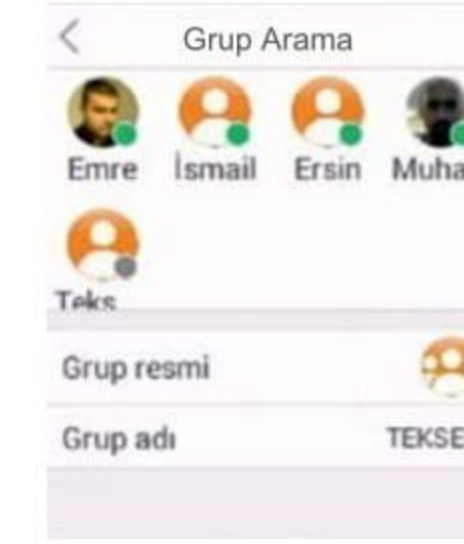 Grup Arama
Emre İsmail Ersin Muha
Teks
Grup resmi
Grup adı TEKSE